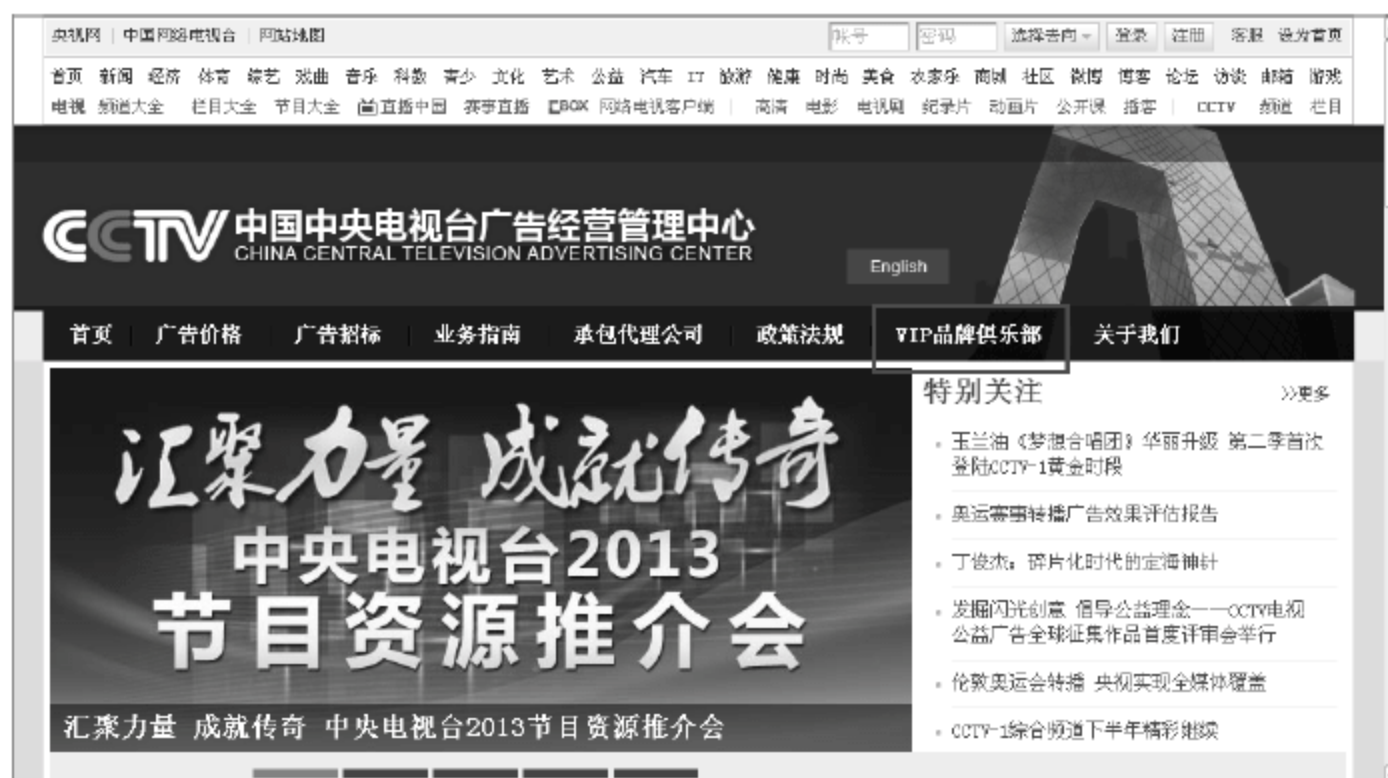 央视网 | 中国网络电视台 | 网站地图 帐号 密码 选择去向 登录 注册 客服 设为首页
首页 新闻 经济 体育 综艺 戏曲 音乐 科教 青少 文化 艺术 公益 汽车 IT 旅游 健康 时尚 美食 农家乐 商城 社区 微博 博客 论坛 访谈 邮箱 游戏
电视 频道大全 栏目大全 节目大全 直播中国 赛事直播 CBOX 网络电视客户端 | 高清 电影 电视剧 纪录片 动画片 公开课 播客 | CCTV 频道 栏目
CCTV 中国中央电视台广告经营管理中心
CHINA CENTRAL TELEVISION ADVERTISING CENTER
English
首页 广告价格 广告招标 业务指南 承包代理公司 政策法规 VIP品牌俱乐部 关于我们
汇聚力量 成就传奇
中央电视台2013
节目资源推介会
汇聚力量 成就传奇 中央电视台2013节目资源推介会
特别关注 >>更多
玉兰油《梦想合唱团》华丽升级 第二季首次
登陆CCTV-1黄金时段
奥运赛事转播广告效果评估报告
丁俊杰：碎片化时代的定海神针
发掘闪光创意 倡导公益理念——CCTV电视
公益广告全球征集作品首度评审会举行
伦敦奥运会转播 央视实现全媒体覆盖
CCTV-1综合频道下半年精彩继续